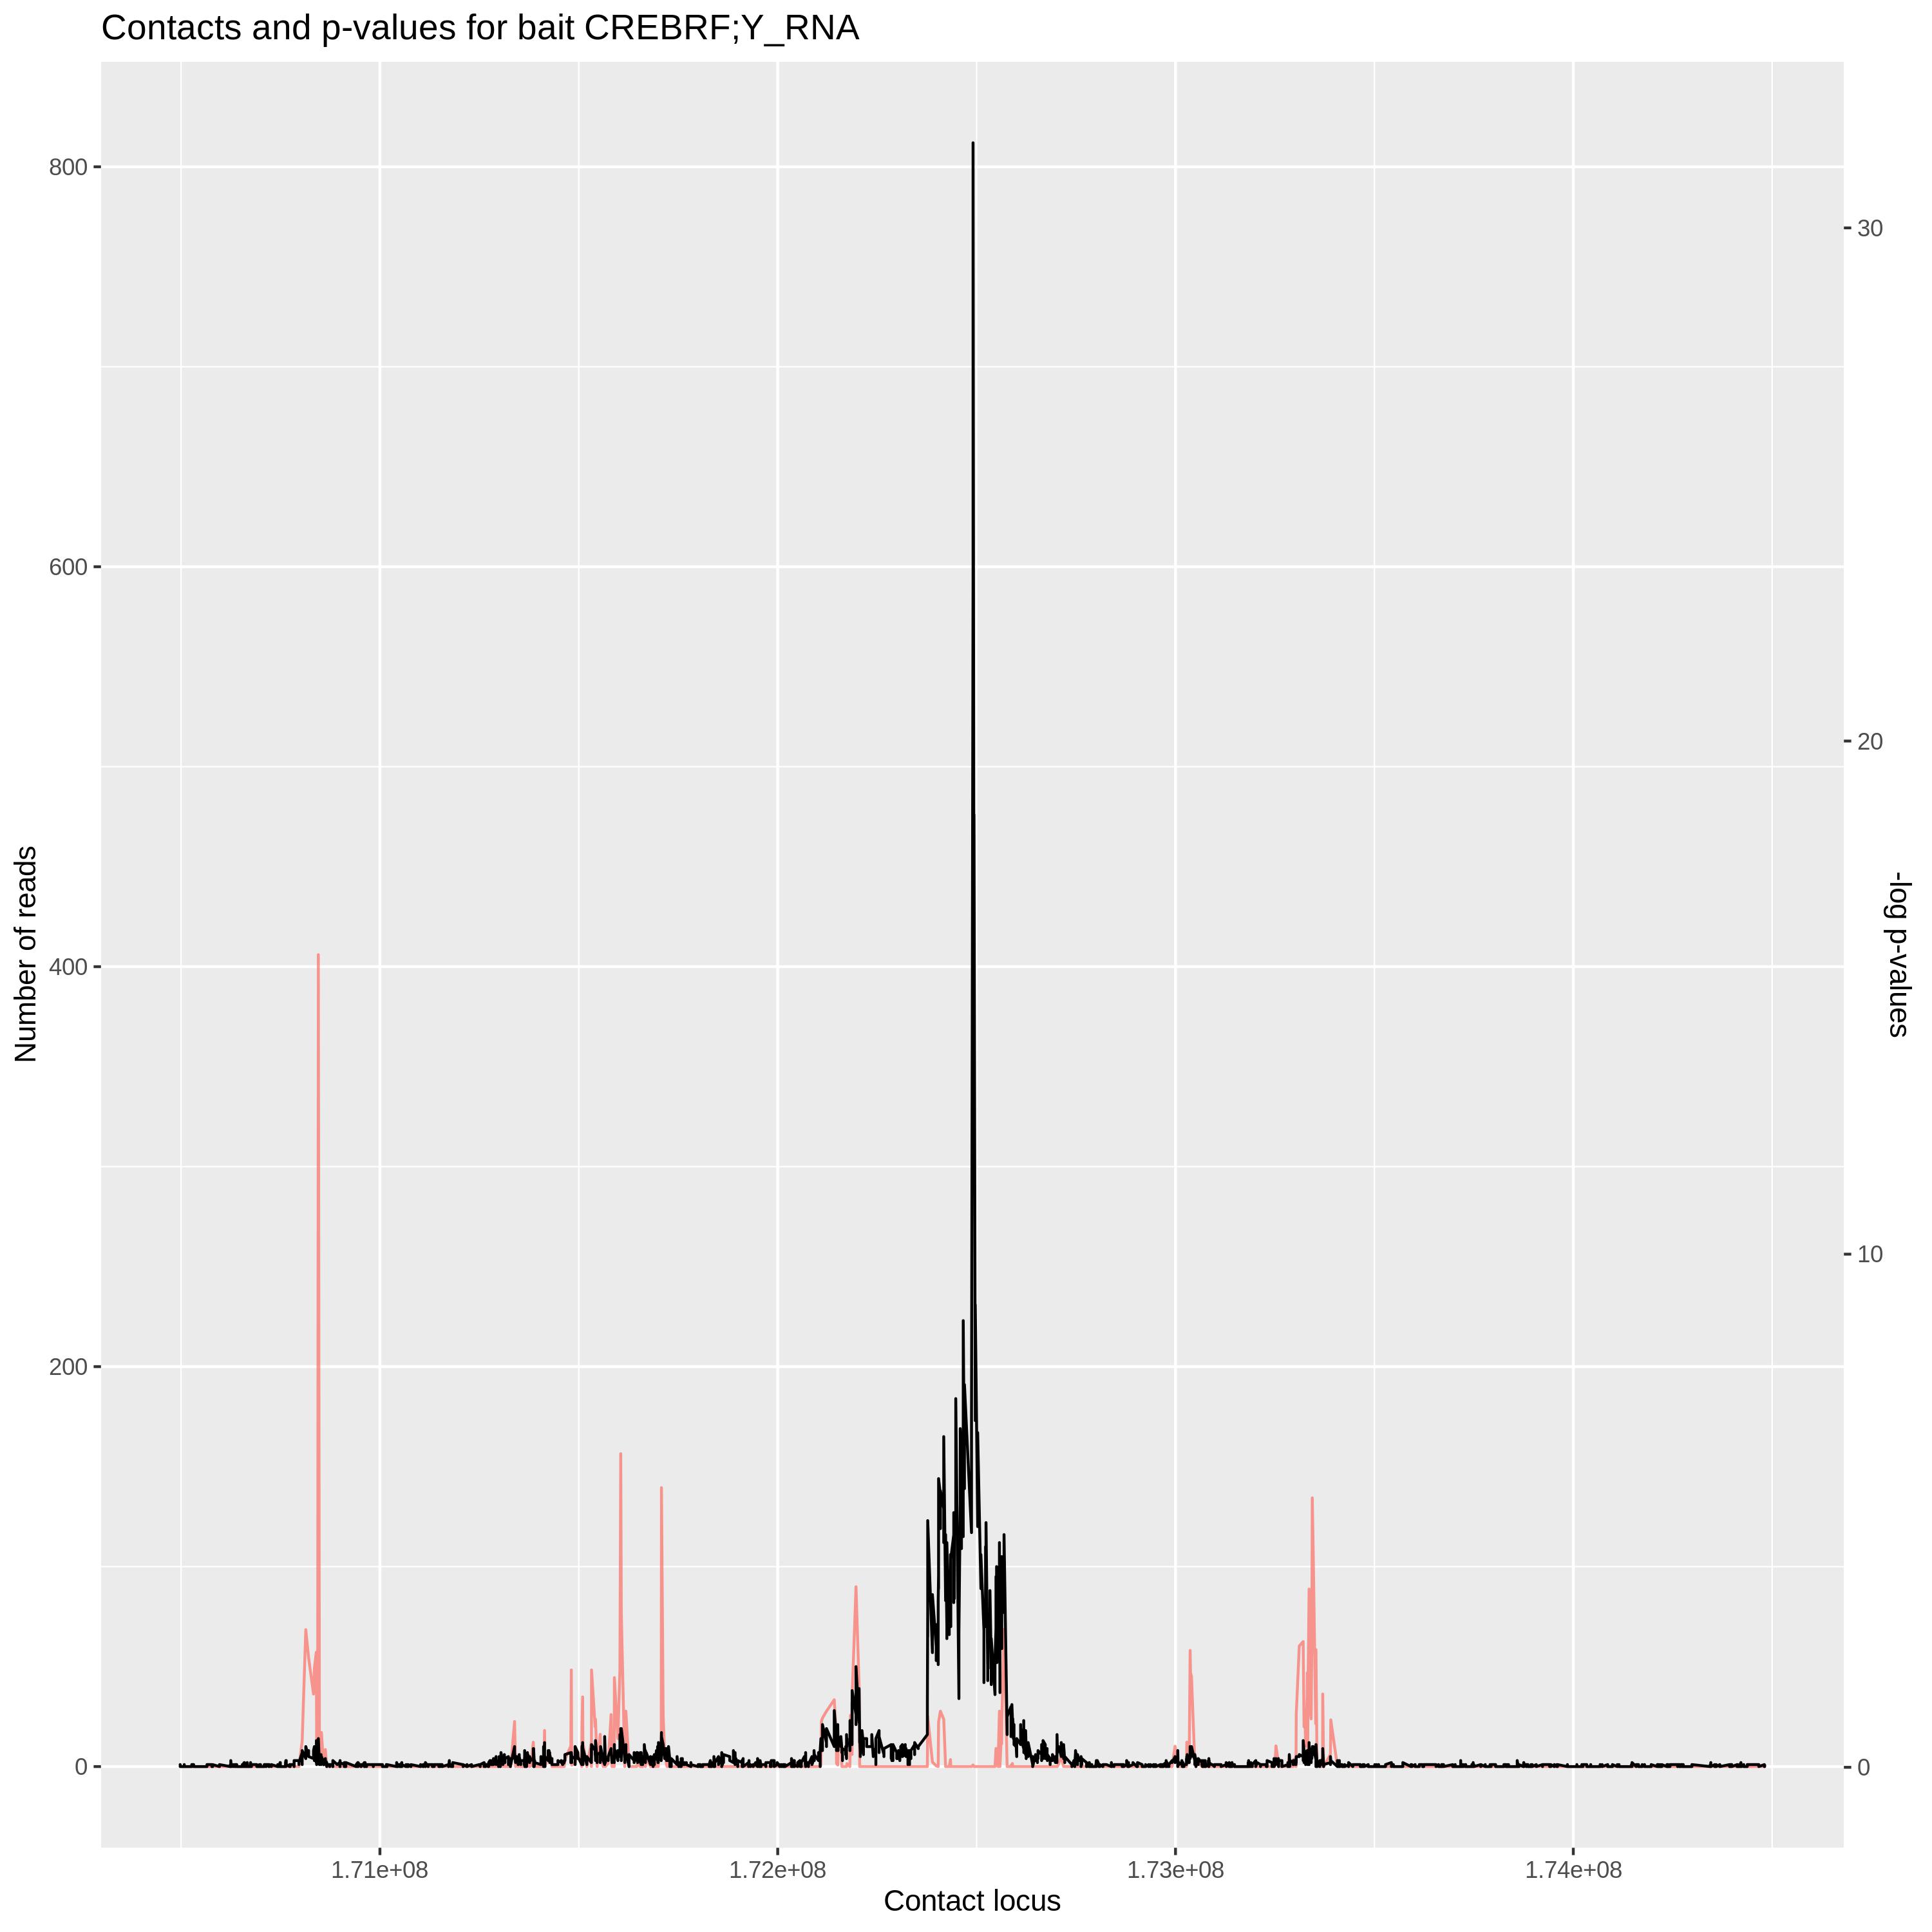 Contacts and p-values for bait CREBRF;Y_RNA
800
600
400
200
0
Number of reads
30
20
10
0
-log p-values
1.71e+08
1.72e+08
1.73e+08
1.74e+08
Contact locus